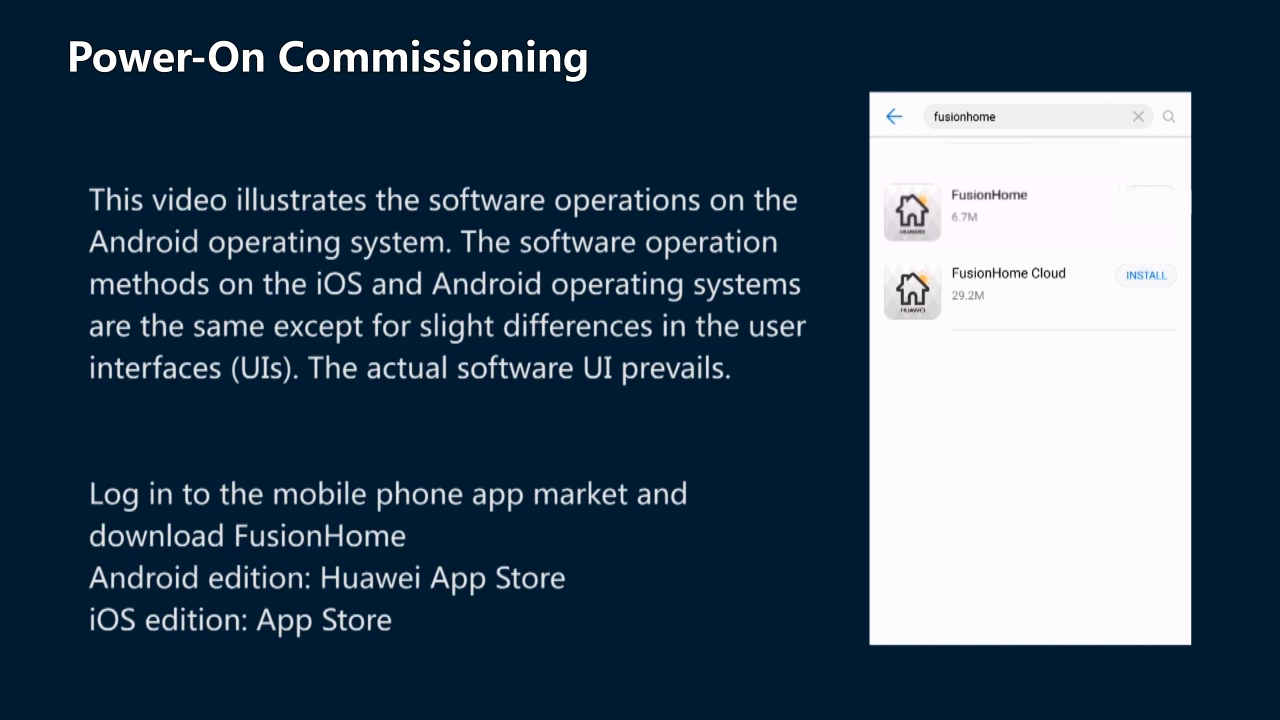 Power-On Commissioning
This video illustrates the software operations on the
Android operating system. The software operation
methods on the iOS and Android operating systems
are the same except for slight differences in the user
interfaces (UIs). The actual software UI prevails.
Log in to the mobile phone app market and
download FusionHome
Android edition: Huawei App Store
iOS edition: App Store
fusionhome
FusionHome
6.7M
HUAWEI
FusionHome Cloud
INSTALL
29.2M
HUAWEI